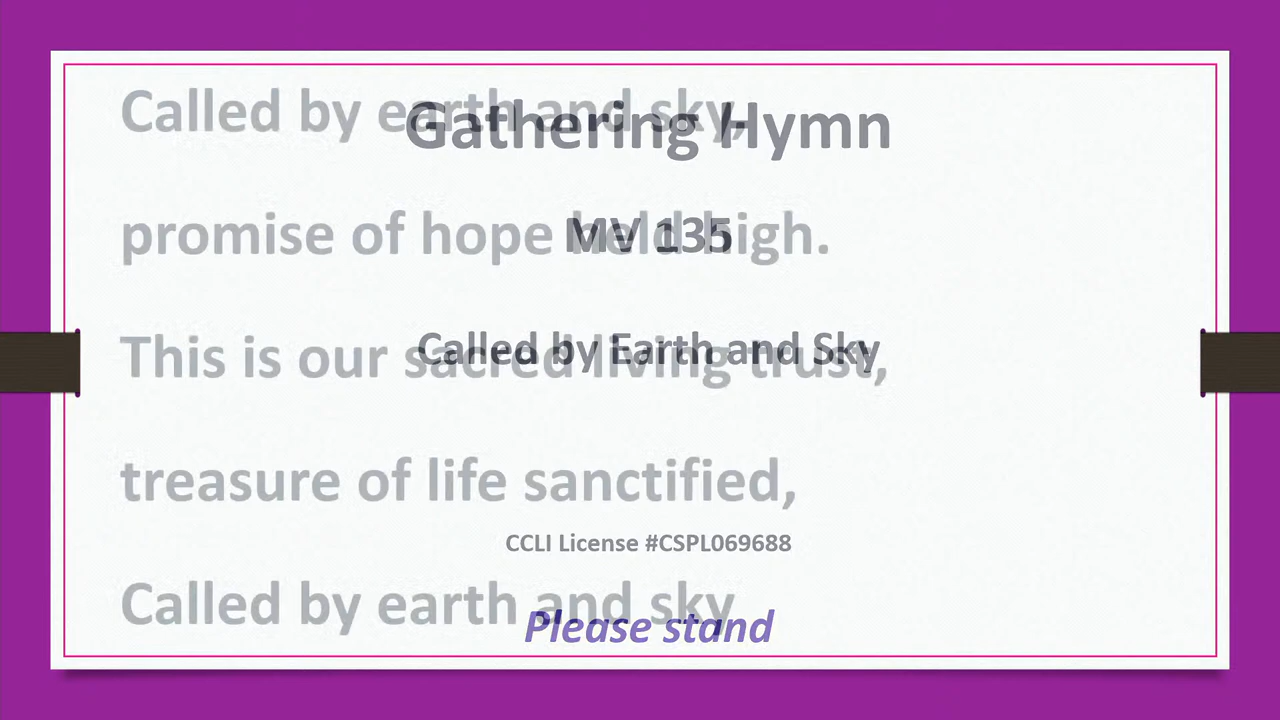 Gathering Hymn
MV 135
Called by Earth and Sky
CCLI License #CSPL069688
Please stand
Called by earth and sky,
promise of hope held high.
This is our sacred living trust,
treasure of life sanctified,
Called by earth and sky